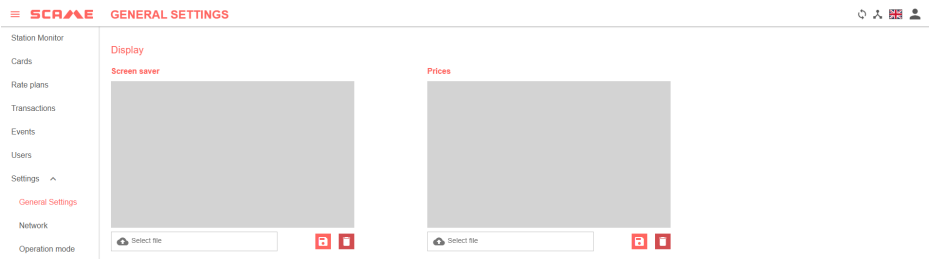 SCAME GENERAL SETTINGS
Station Monitor
Cards
Rate plans
Transactions
Events
Users
Settings
General Settings
Network
Operation mode
Display
Screen saver
Prices
Select file
Select file